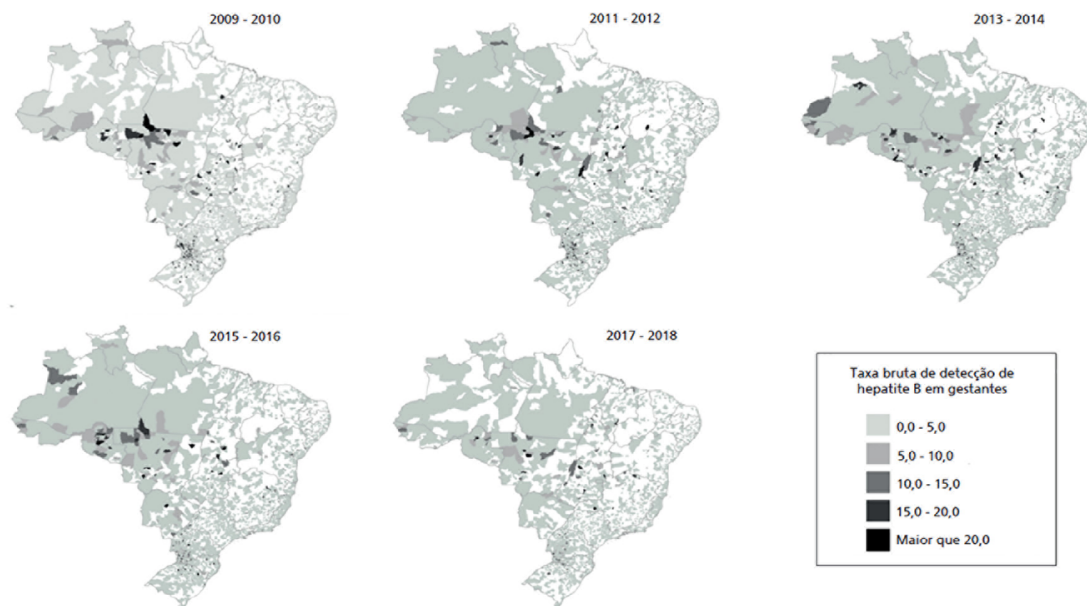 2009 - 2010
2011 - 2012
2013 - 2014
2015 - 2016
2017 - 2018
Taxa bruta de detecção de
hepatite B em gestantes
0,0 - 5,0
5,0 - 10,0
10,0 - 15,0
15,0 - 20,0
Maior que 20,0